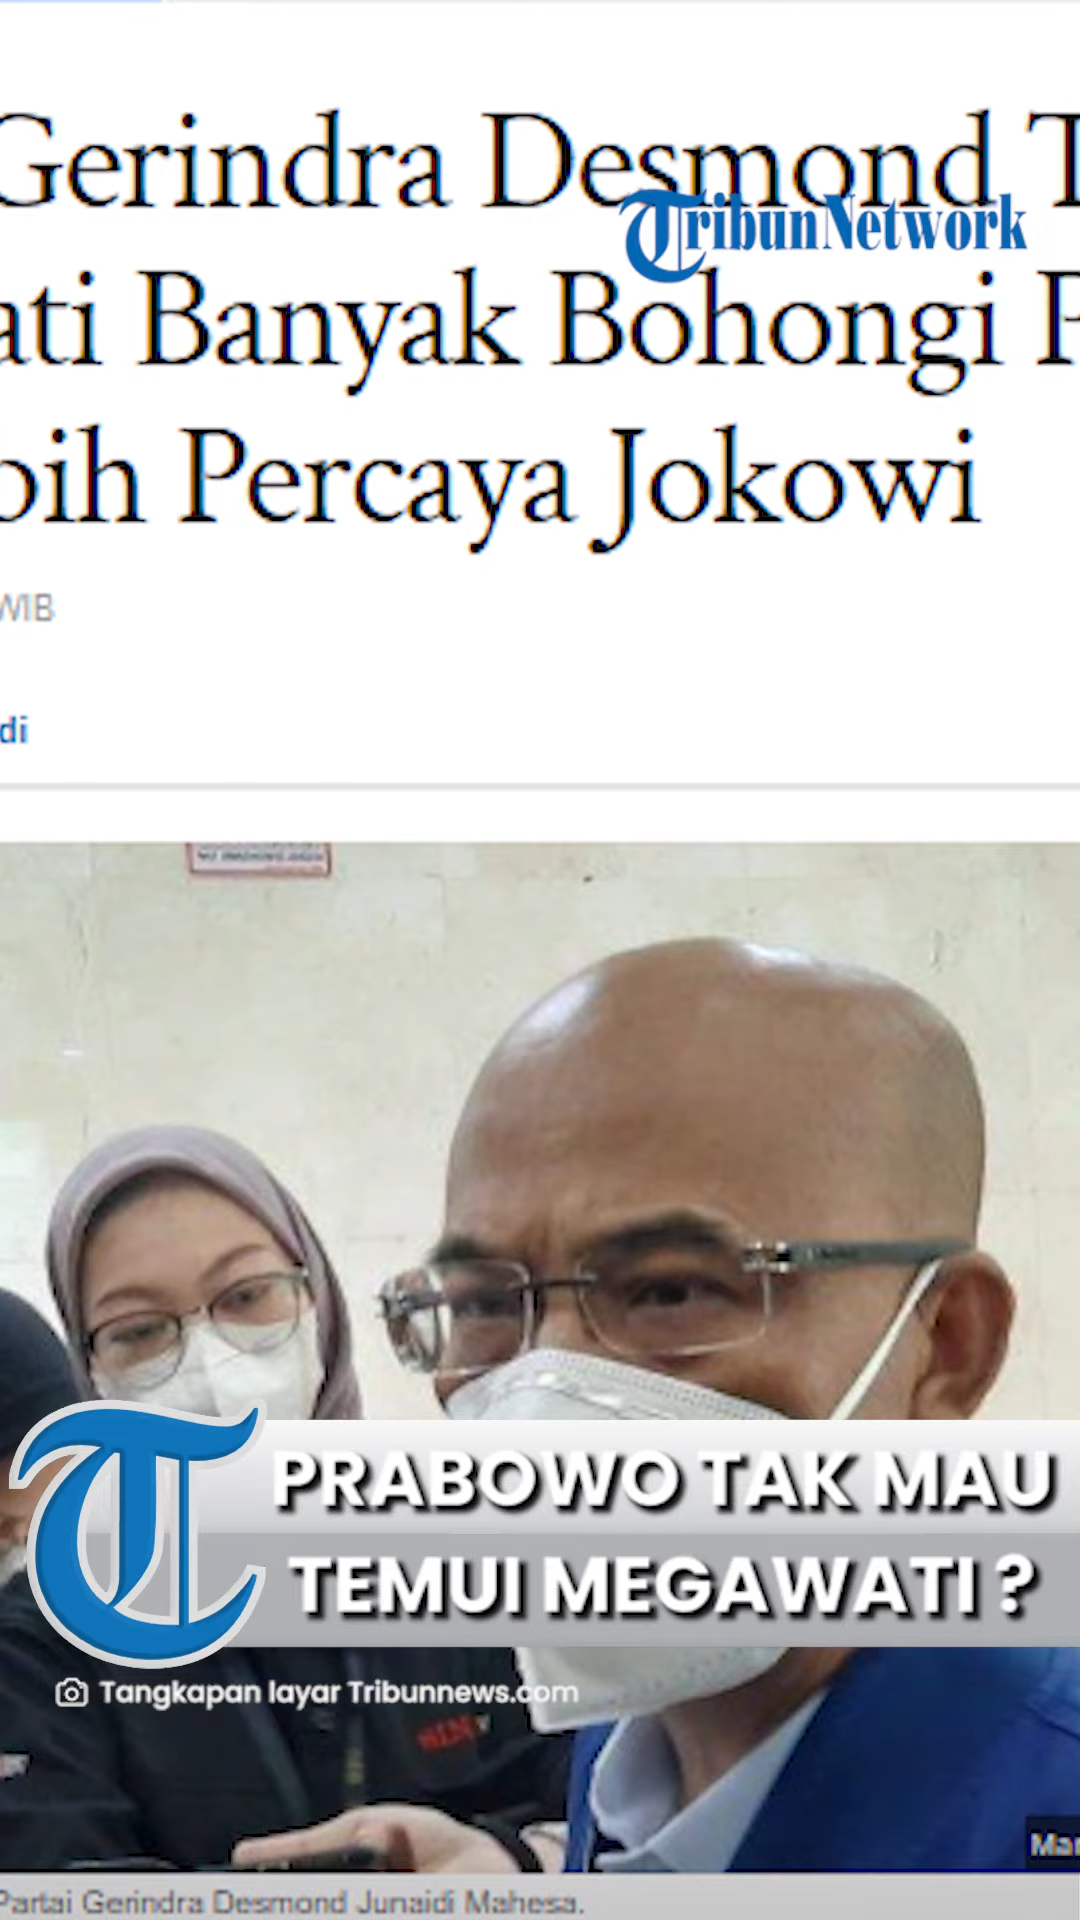 Gerindra Desmond T
TribunNetwork
ati Banyak Bohongi P
bih Percaya Jokowi
WIB
di
PRABOWO TAK MAU
TEMUI MEGAWATI ?
Tangkapan layar Tribunnews.com
Mar
Partai Gerindra Desmond Junaidi Mahesa.